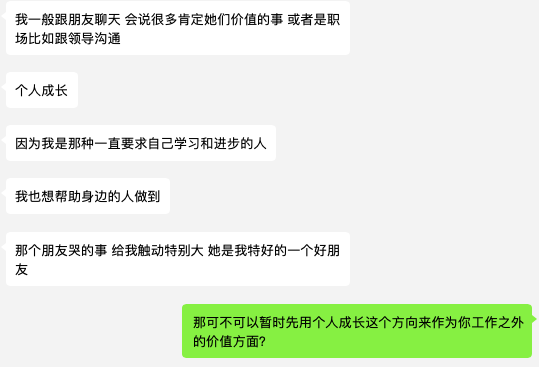 我一般跟朋友聊天 会说很多肯定她们价值的事 或者是职
场比如跟领导沟通
个人成长
因为我是那种一直要求自己学习和进步的人
我也想帮助身边的人做到
那个朋友哭的事 给我触动特别大 她是我特好的一个好朋
友
那可不可以暂时先用个人成长这个方向来作为你工作之外
的价值方面?